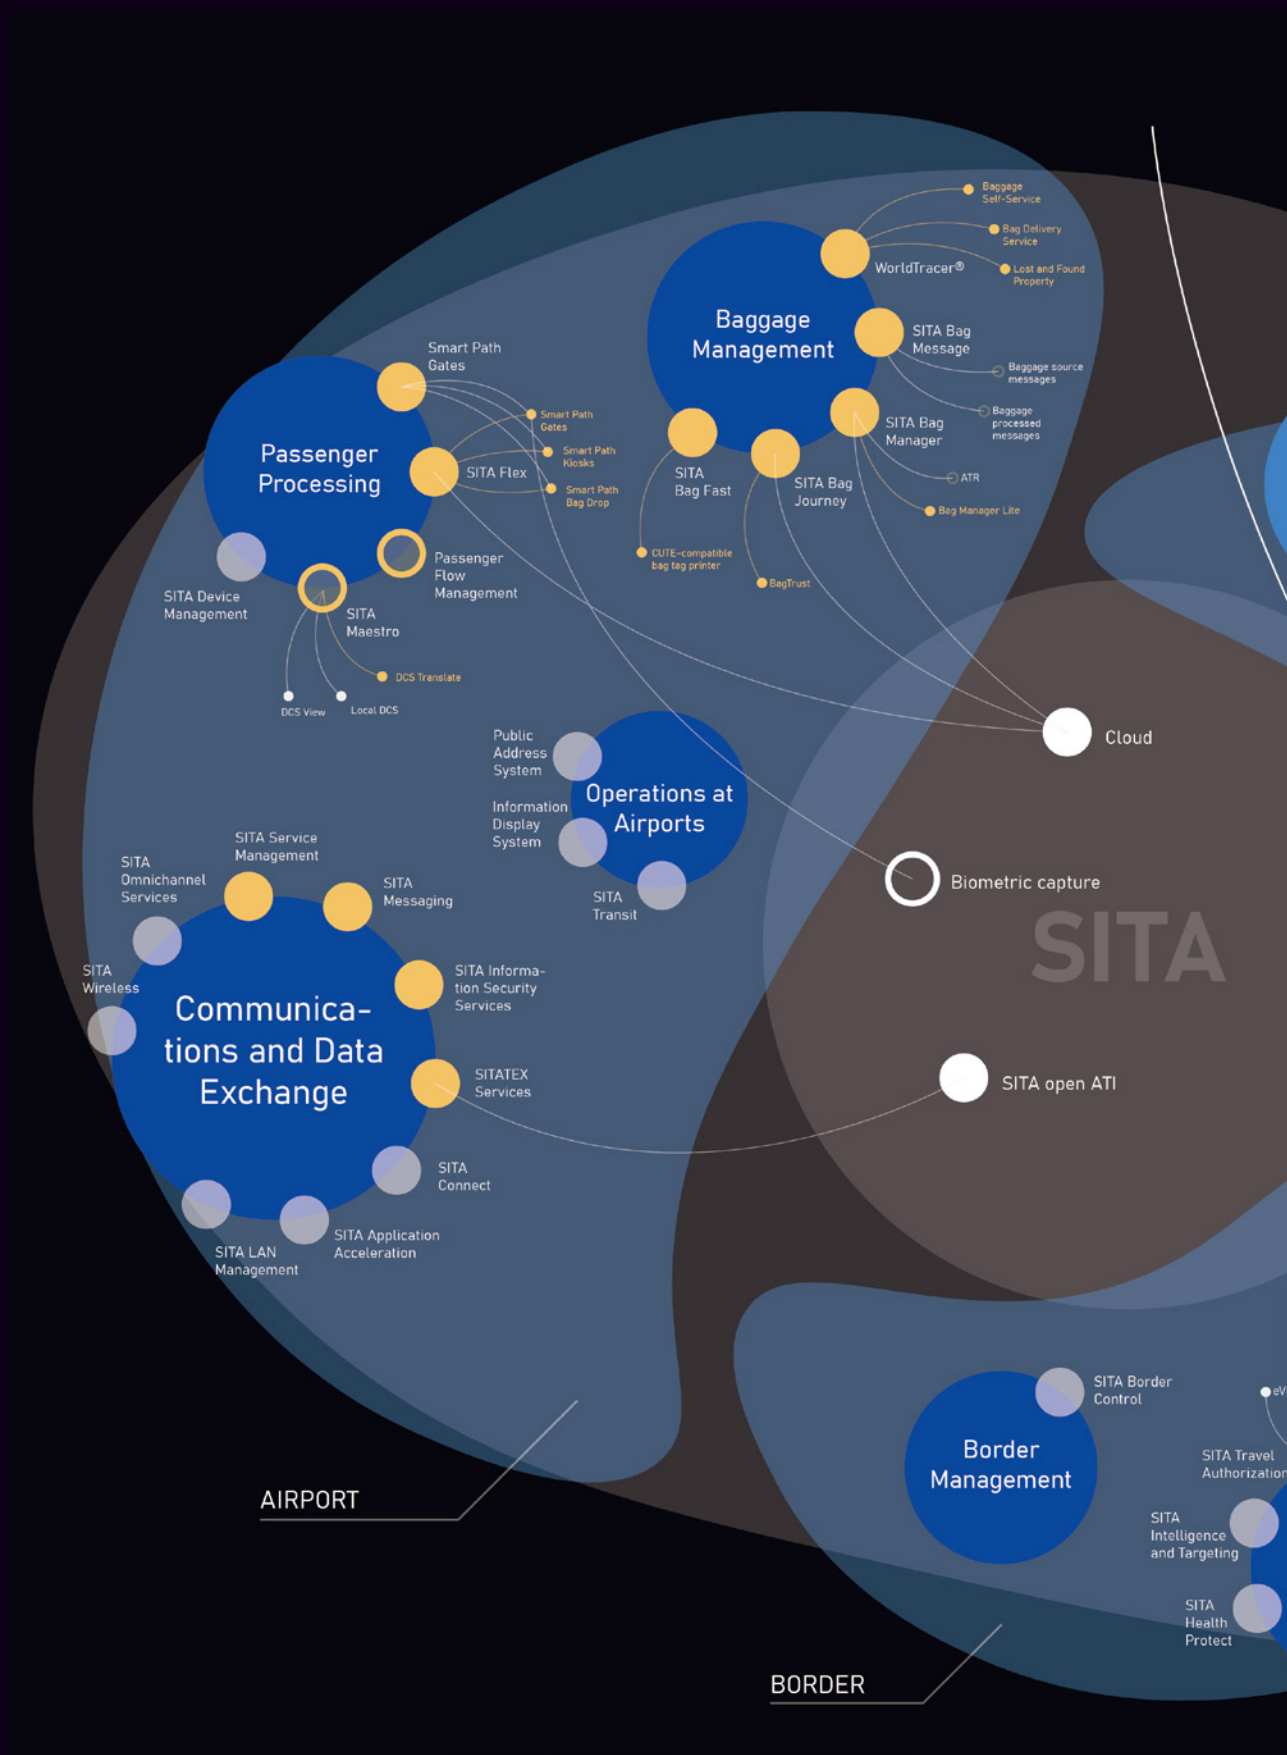 Baggage
Self-Service
Bag Delivery
Service
WorldTracer®
Lost and Found
Property
Baggage
Management
SITA Bag
Message
Baggage source
messages
Baggage
processed
messages
SITA Bag
Manager
ATR
Bag Manager Lite
SITA
Bag Fast
SITA Bag
Journey
CUTE-compatible
bag tag printer
BagTrust
Smart Path
Gates
Passenger
Processing
SITA Flex
Smart Path
Gates
Smart Path
Kiosks
Smart Path
Bag Drop
Passenger
Flow
Management
SITA Device
Management
SITA
Maestro
DCS Translate
DCS View
Local DCS
Public
Address
System
Operations at
Airports
Information
Display
System
SITA
Transit
Cloud
Biometric capture
SITA
SITA open ATI
SITA Service
Management
SITA
Omnichannel
Services
SITA
Messaging
SITA
Wireless
SITA Informa-
tion Security
Services
Communica-
tions and Data
Exchange
SITATEX
Services
SITA
Connect
SITA Application
Acceleration
SITA LAN
Management
AIRPORT
SITA Border
Control
Border
Management
eV
SITA Travel
Authorization
SITA
Intelligence
and Targeting
SITA
Health
Protect
BORDER